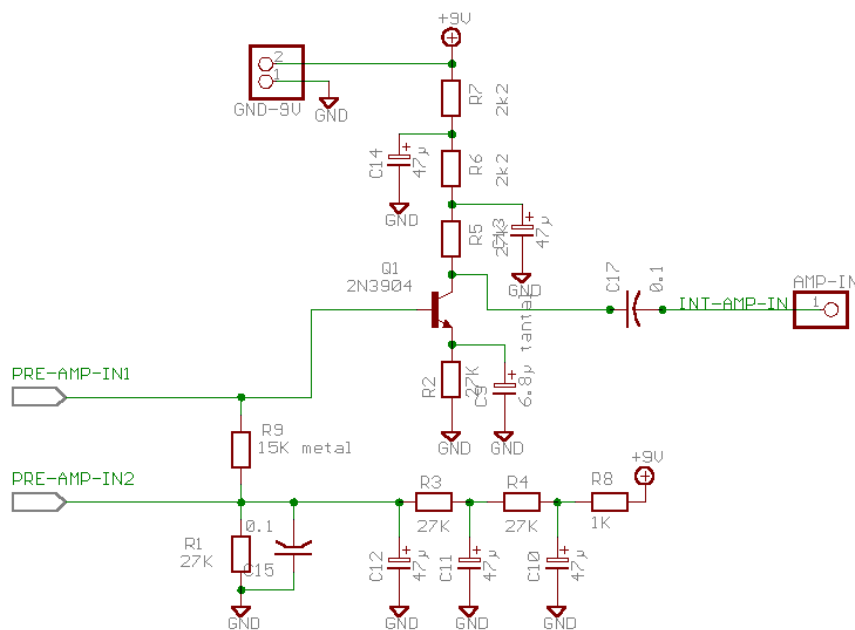 +9V
2
1
GND-9V
GND
R7
2k2
C14
47µ
GND
R6
2k2
R5
27K
C13
47µ
GND
Q1
2N3904
C17
0.1
INT-AMP-IN
AMP-IN
1
PRE-AMP-IN1
R2
27K
C9
6.8µ tantal
GND
GND
R9
15K metal
PRE-AMP-IN2
+9V
R3
27K
R4
27K
R8
1K
R1
27K
0.1
C15
C12
47µ
C11
47µ
C10
47µ
GND
GND
GND
GND